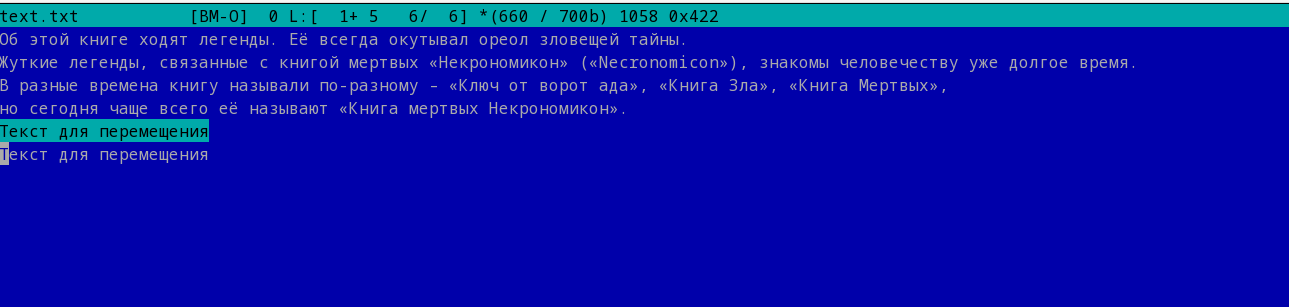 text.txt [BM-O] 0 L:[ 1+ 5 6/ 6] *(660 / 700b) 1058 0x422
Об этой книге ходят легенды. Её всегда окутывал ореол зловещей тайны.
Жуткие легенды, связанные с книгой мертвых «Некрономикон» («Necronomicon»), знакомы человечеству уже долгое время.
В разные времена книгу называли по-разному – «Ключ от ворот ада», «Книга Зла», «Книга Мертвых»,
но сегодня чаще всего её называют «Книга мертвых Некрономикон».
Текст для перемещения
Текст для перемещения